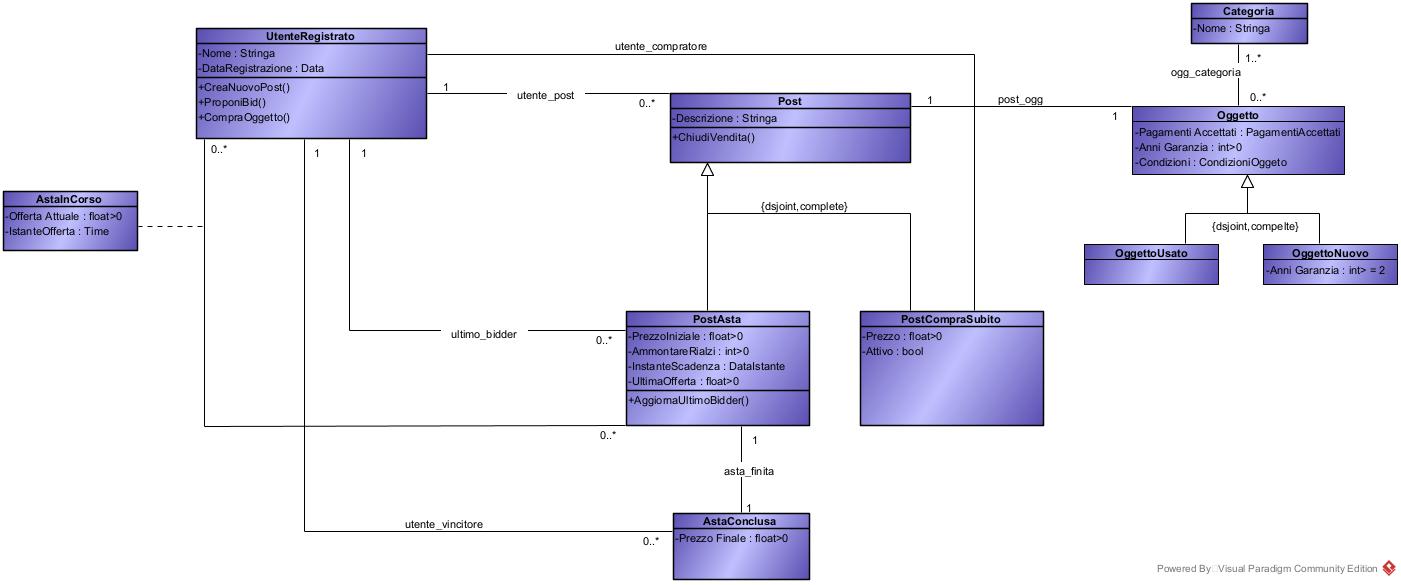 Categoria
-Nome : Stringa
1..*
ogg_categoria
0..*
UtenteRegistrato
-Nome : Stringa
-DataRegistrazione : Data
+CreaNuovoPost()
+ProponiBid()
+CompraOggetto()
utente_compratore
1
utente_post
0..*
Post
-Descrizione : Stringa
+ChiudiVendita()
1
post_ogg
1
Oggetto
-Pagamenti Accettati : PagamentiAccettati
-Anni Garanzia : int>0
-Condizioni : CondizioniOggeto
0..*
1
1
AstaInCorso
-Offerta Attuale : float>0
-IstanteOfferta : Time
{dsjoint,complete}
{dsjoint,compelte}
OggettoUsato
OggettoNuovo
-Anni Garanzia : int> = 2
ultimo_bidder
0..*
PostAsta
-PrezzoIniziale : float>0
-AmmontareRialzi : int>0
-InstanteScadenza : DataIstante
-UltimaOfferta : float>0
+AggiornaUltimoBidder()
PostCompraSubito
-Prezzo : float>0
-Attivo : bool
0..*
1
asta_finita
1
utente_vincitore
0..*
AstaConclusa
-Prezzo Finale : float>0
Powered By Visual Paradigm Community Edition